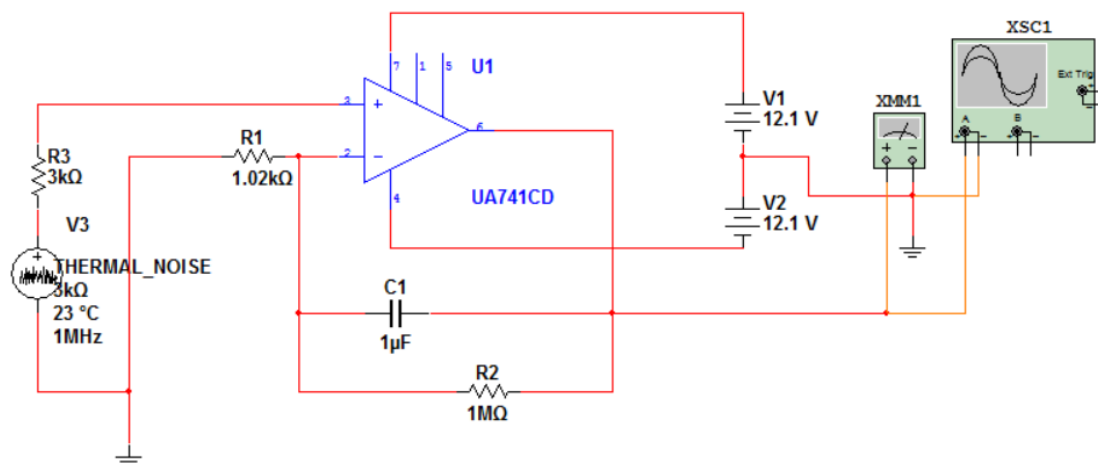 XSC1
Ext Trig
+
-
A
B
+ - + -
XMM1
+ -
U1
7 1 5
3 +
6
2 -
4
UA741CD
V1
12.1 V
V2
12.1 V
R3
3kΩ
R1
1.02kΩ
V3
+
THERMAL_NOISE
3kΩ
23 °C
1MHz
C1
1µF
R2
1MΩ